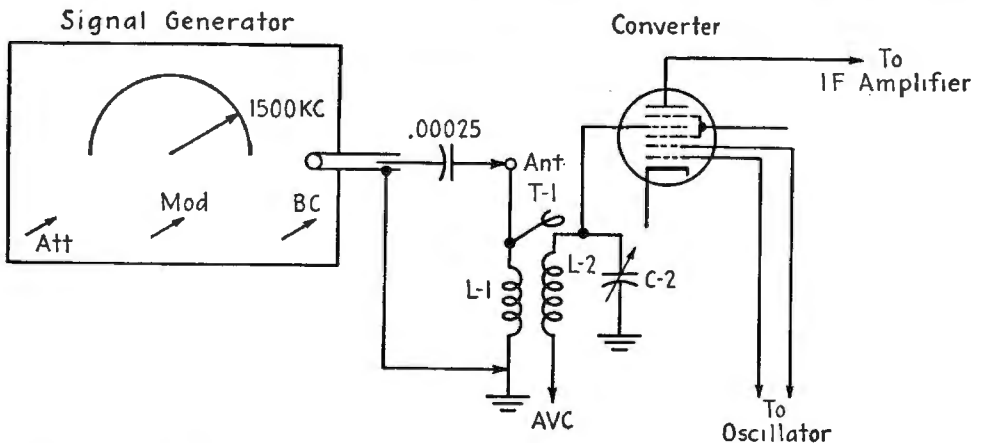 Signal Generator
Converter
To
IF Amplifier
1500KC
.00025
Ant
T-1
Mod
BC
Att
L-1
L-2
C-2
AVC
To
Oscillator